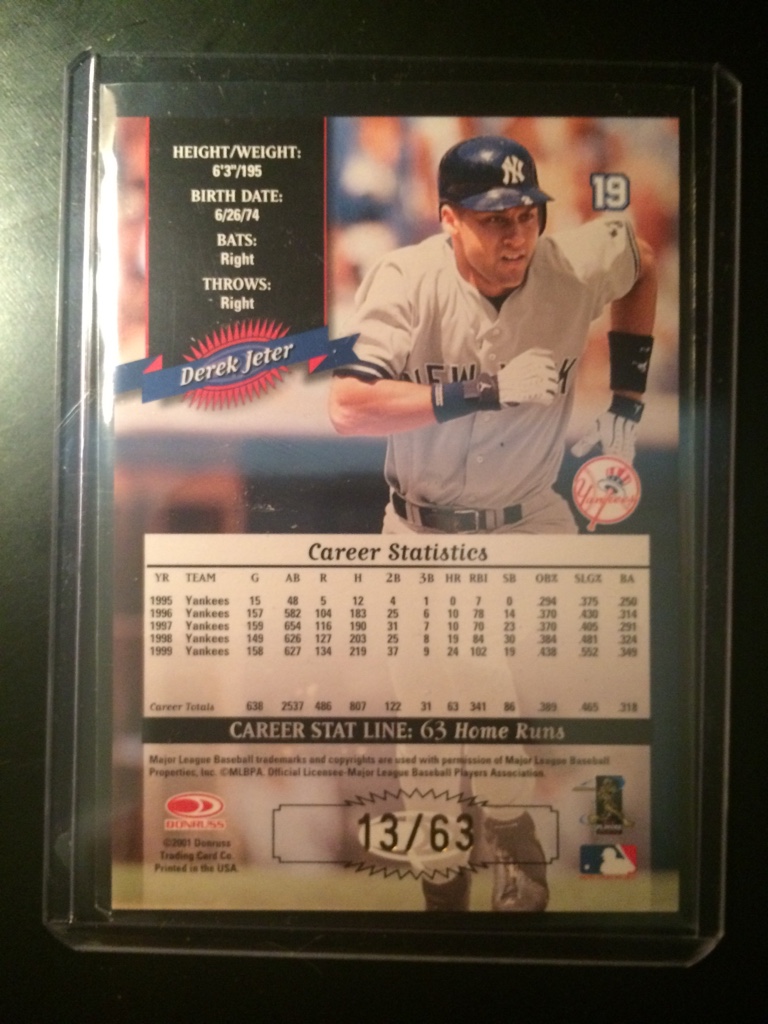 HEIGHT/WEIGHT:
6'3"/195
BIRTH DATE:
6/26/74
BATS:
Right
THROWS:
Right
Derek Jeter
NY
19
NEW YORK
Yankees
Career Statistics
YR TEAM G AB R H 2B 3B HR RBI SB OB% SLG% BA
1995 Yankees 15 48 5 12 4 1 0 7 0 .294 .375 .250
1996 Yankees 157 582 104 183 25 6 10 78 14 .370 .430 .314
1997 Yankees 159 654 116 190 31 7 10 70 23 .370 .405 .291
1998 Yankees 149 626 127 203 25 8 19 84 30 .384 .481 .324
1999 Yankees 158 627 134 219 37 9 24 102 19 .438 .552 .349
Career Totals 638 2537 486 807 122 31 63 341 86 .389 .465 .318
CAREER STAT LINE: 63 Home Runs
Major League Baseball trademarks and copyrights are used with permission of Major League Baseball
Properties, Inc. ©MLBPA. Official Licensee-Major League Baseball Players Association.
DONRUSS
©2001 Donruss
Trading Card Co.
Printed in the USA
13/63